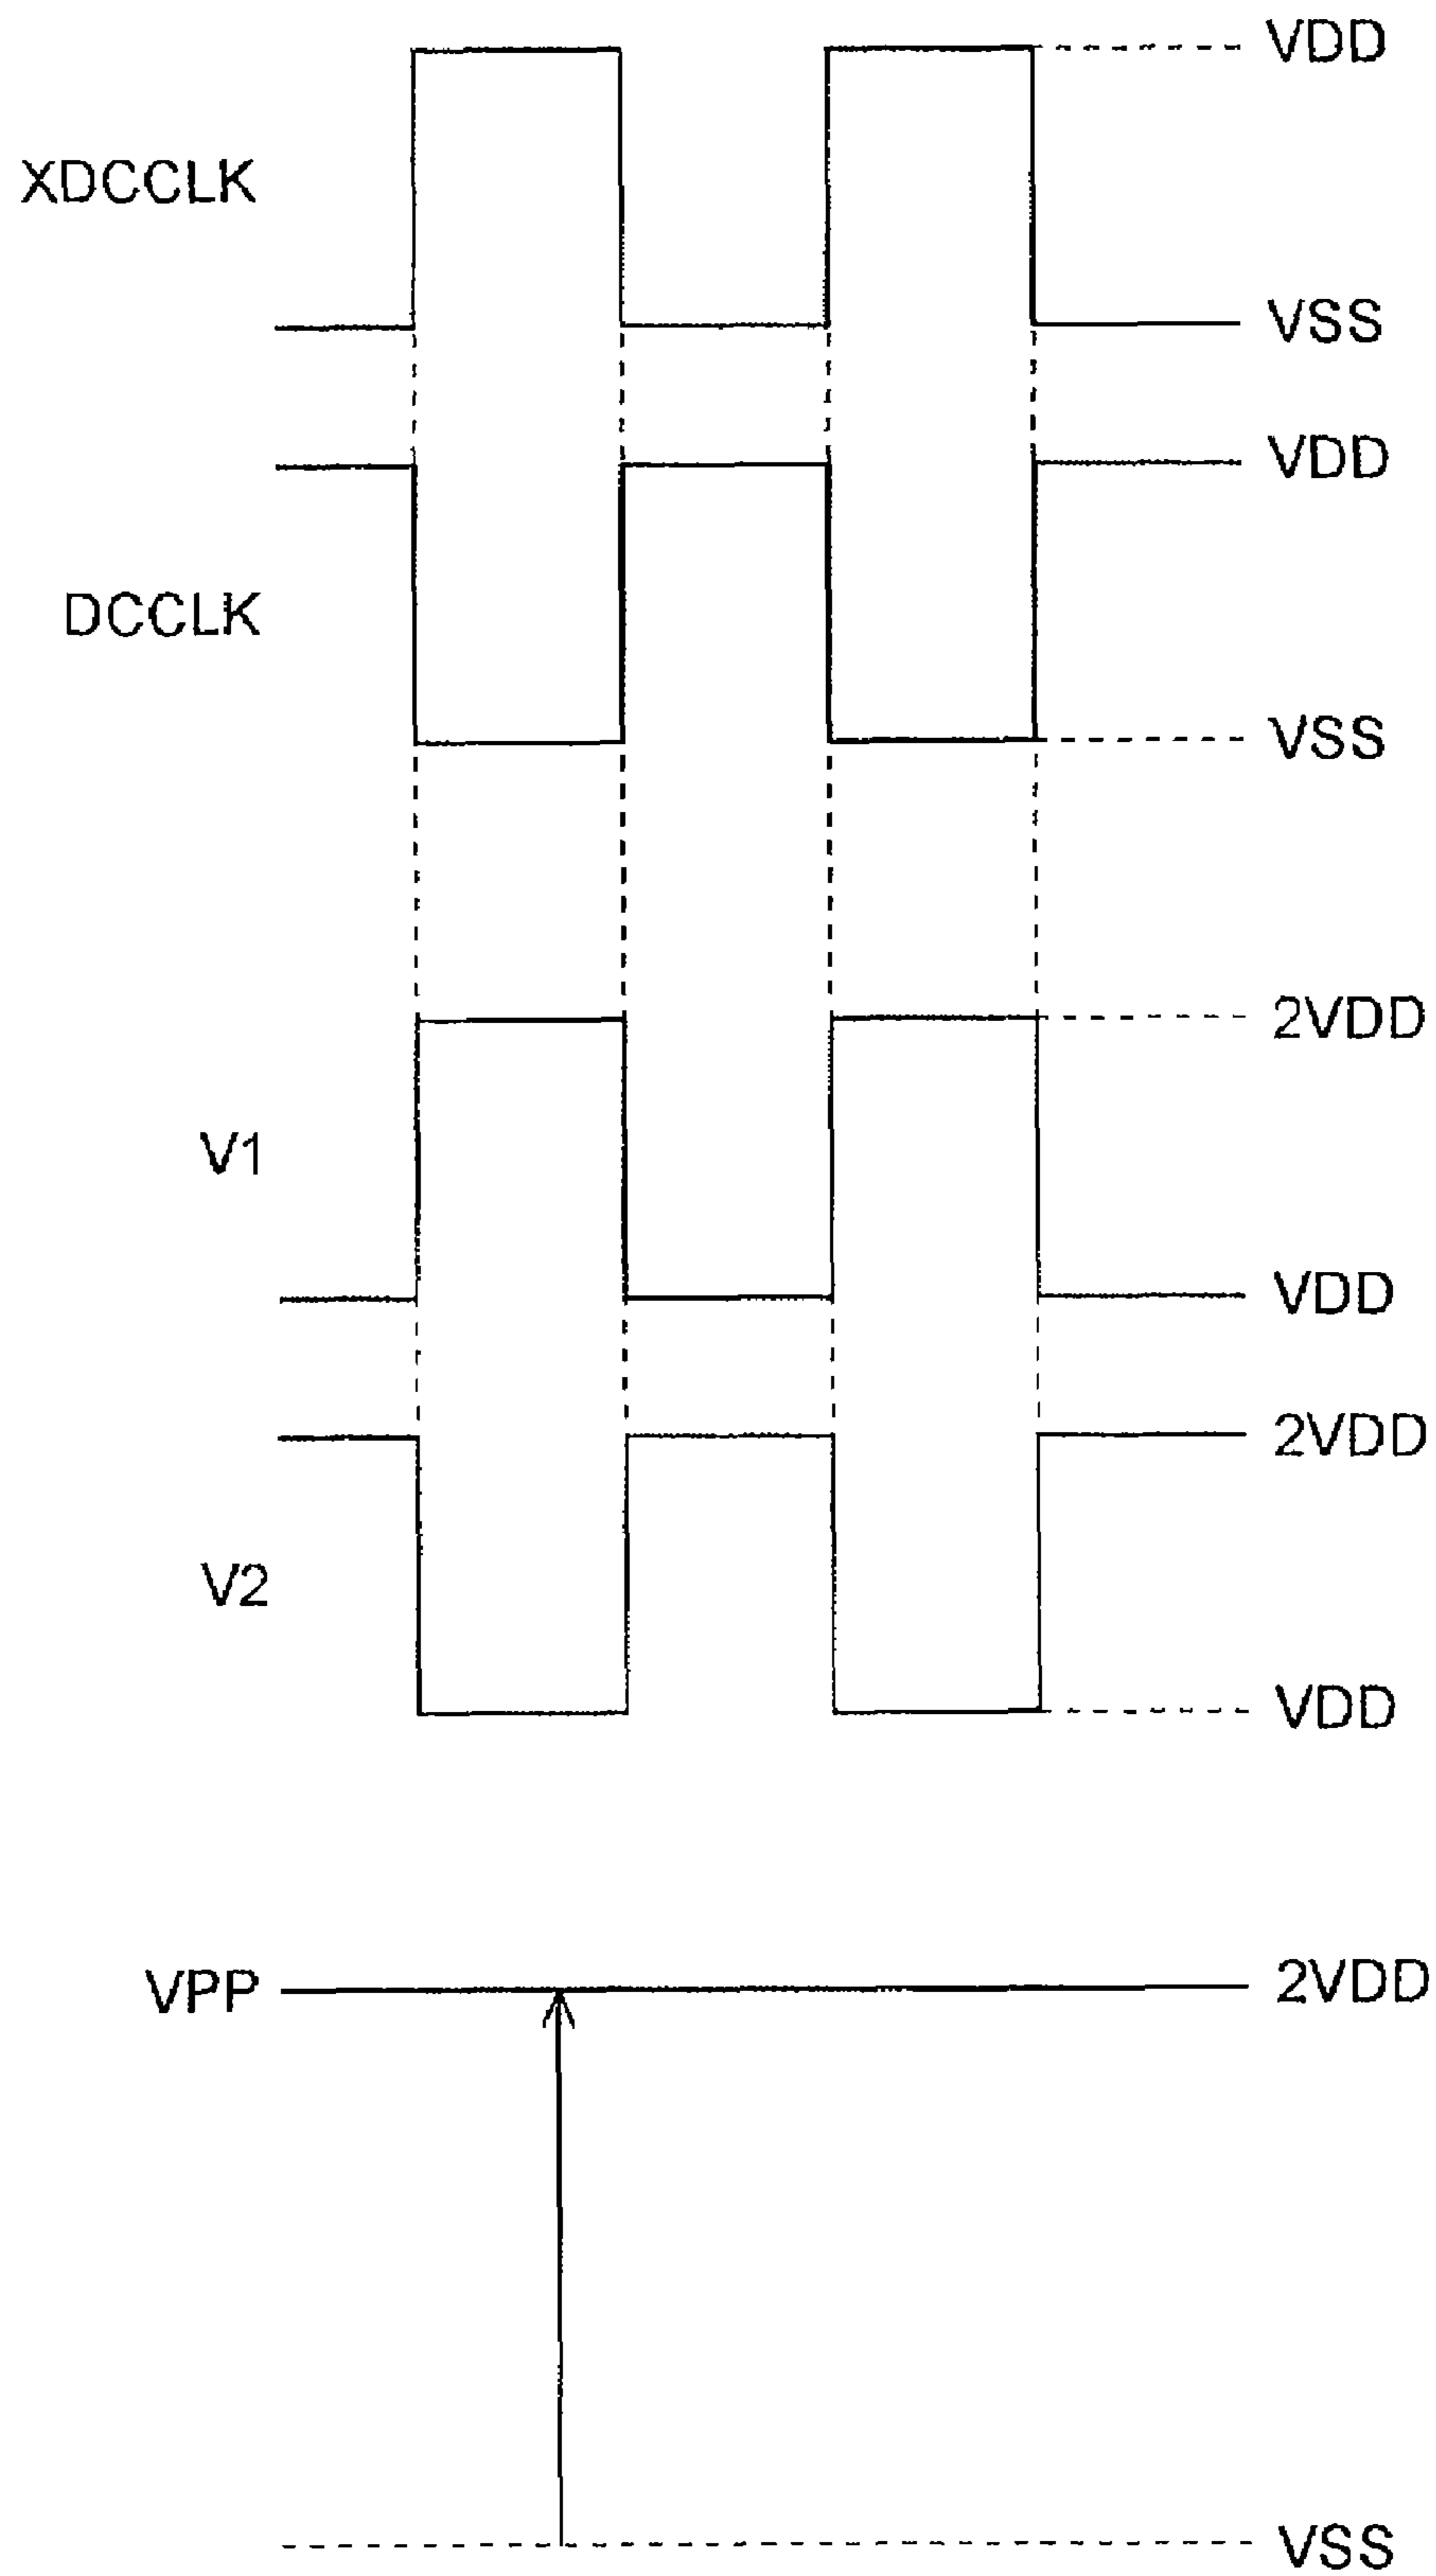 VDD
XDCCLK
VSS
VDD
DCCLK
VSS
2VDD
V1
VDD
2VDD
V2
VDD
VPP 2VDD
VSS